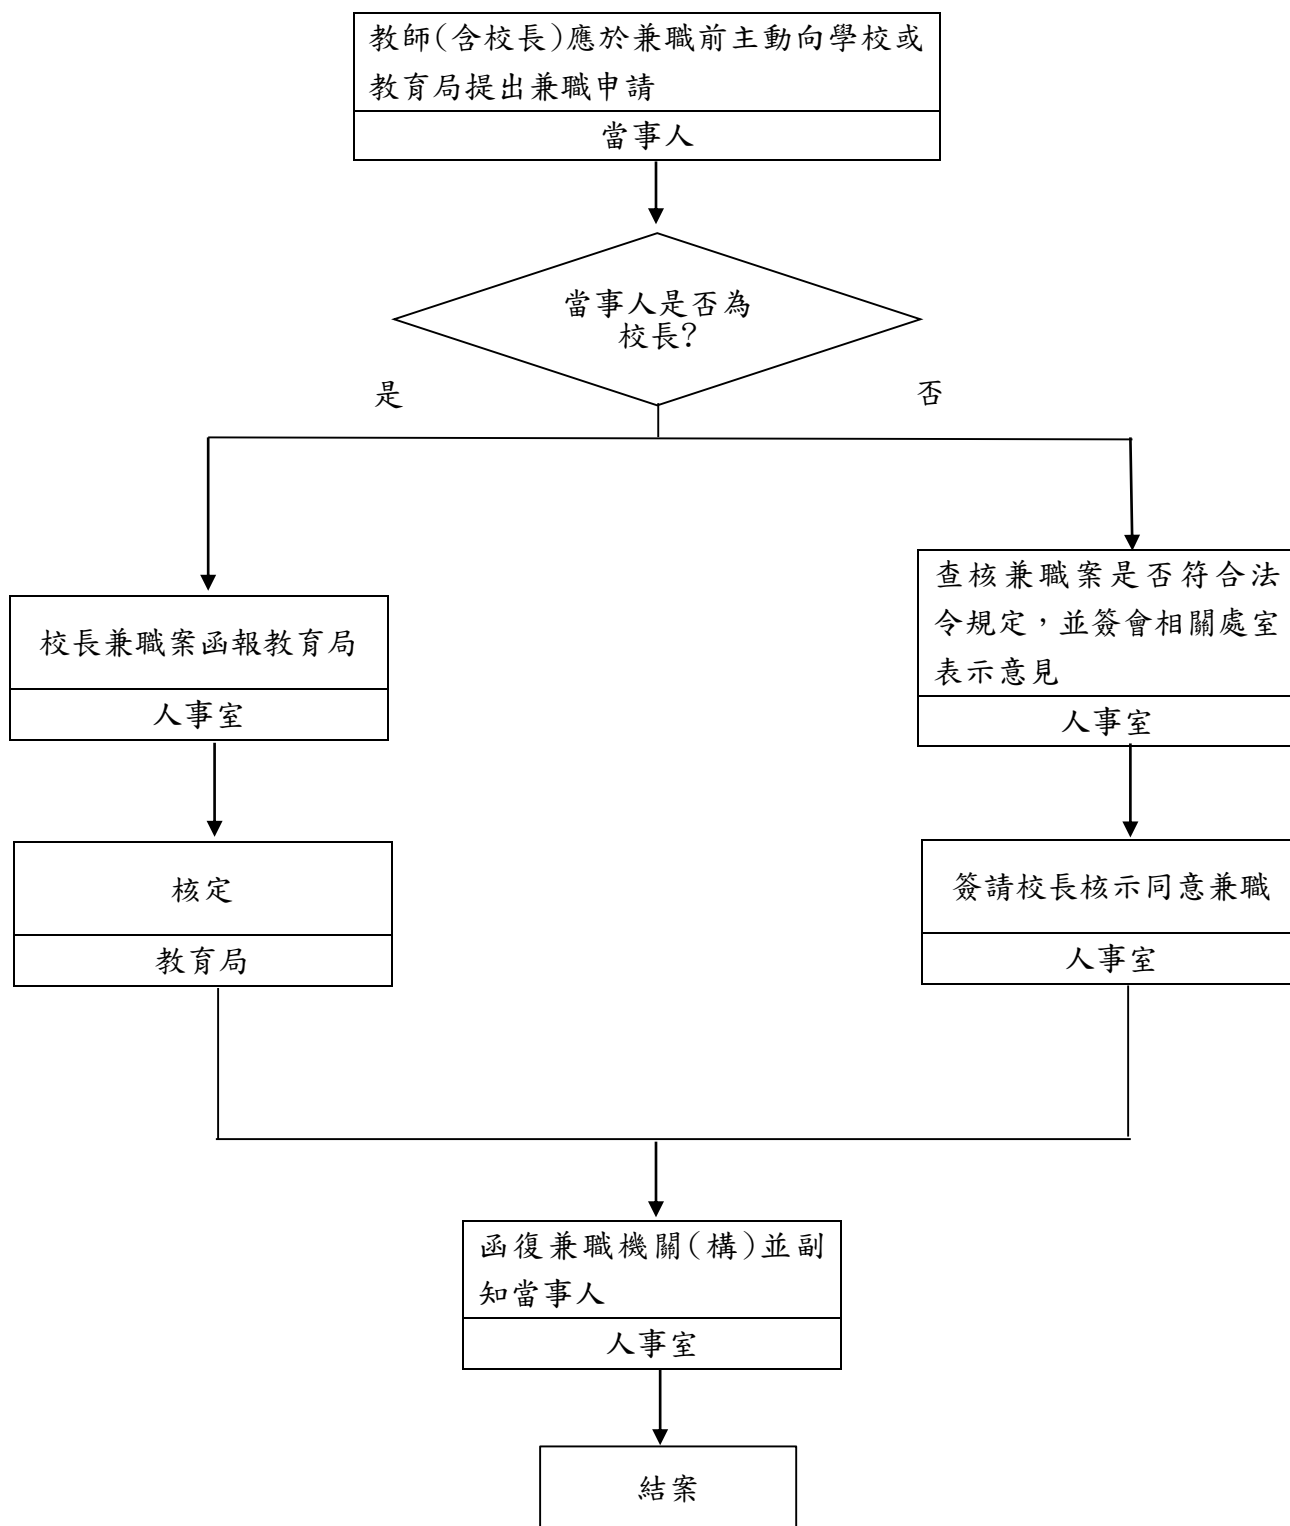 教師(含校長)應於兼職前主動向學校或
教育局提出兼職申請
當事人
當事人是否為
校長?
是
否
校長兼職案函報教育局
人事室
查核兼職案是否符合法
令規定，並簽會相關處室
表示意見
人事室
核定
教育局
簽請校長核示同意兼職
人事室
函復兼職機關(構)並副
知當事人
人事室
結案